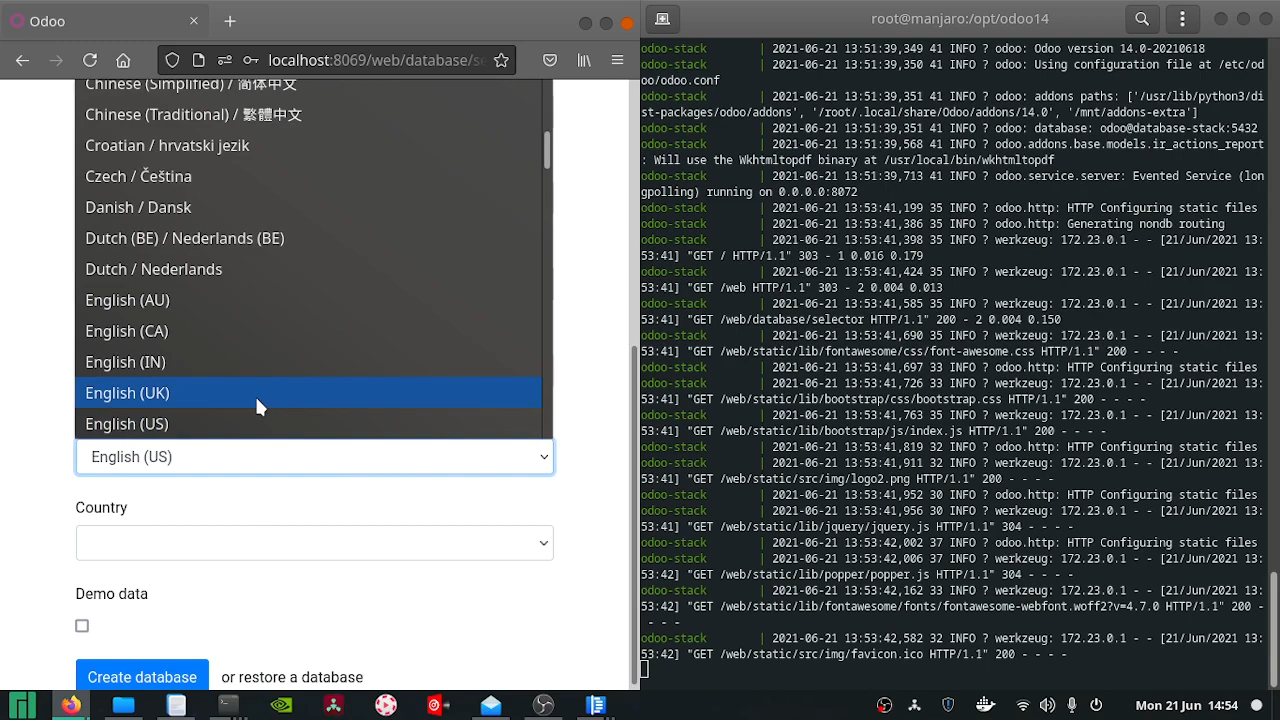 Odoo
root@manjaro:/opt/odoo14
localhost:8069/web/database/se
Chinese (Simplified) / 简体中文
Chinese (Traditional) / 繁體中文
Croatian / hrvatski jezik
Czech / Čeština
Danish / Dansk
Dutch (BE) / Nederlands (BE)
Dutch / Nederlands
English (AU)
English (CA)
English (IN)
English (UK)
English (US)
English (US)
Country
Demo data
Create database or restore a database
odoo-stack | 2021-06-21 13:51:39,349 41 INFO ? odoo: Odoo version 14.0-20210618
odoo-stack | 2021-06-21 13:51:39,350 41 INFO ? odoo: Using configuration file at /etc/od
oo/odoo.conf
odoo-stack | 2021-06-21 13:51:39,351 41 INFO ? odoo: addons paths: ['/usr/lib/python3/di
st-packages/odoo/addons', '/root/.local/share/Odoo/addons/14.0', '/mnt/addons-extra']
odoo-stack | 2021-06-21 13:51:39,351 41 INFO ? odoo: database: odoo@database-stack:5432
odoo-stack | 2021-06-21 13:51:39,568 41 INFO ? odoo.addons.base.models.ir_actions_report
: Will use the Wkhtmltopdf binary at /usr/local/bin/wkhtmltopdf
odoo-stack | 2021-06-21 13:51:39,713 41 INFO ? odoo.service.server: Evented Service (lon
gpolling) running on 0.0.0.0:8072
odoo-stack | 2021-06-21 13:53:41,199 35 INFO ? odoo.http: HTTP Configuring static files
odoo-stack | 2021-06-21 13:53:41,386 35 INFO ? odoo.http: Generating nondb routing
odoo-stack | 2021-06-21 13:53:41,398 35 INFO ? werkzeug: 172.23.0.1 - - [21/Jun/2021 13:
53:41] "GET / HTTP/1.1" 303 - 1 0.016 0.179
odoo-stack | 2021-06-21 13:53:41,424 35 INFO ? werkzeug: 172.23.0.1 - - [21/Jun/2021 13:
53:41] "GET /web HTTP/1.1" 303 - 2 0.004 0.013
odoo-stack | 2021-06-21 13:53:41,585 35 INFO ? werkzeug: 172.23.0.1 - - [21/Jun/2021 13:
53:41] "GET /web/database/selector HTTP/1.1" 200 - 2 0.004 0.150
odoo-stack | 2021-06-21 13:53:41,690 35 INFO ? werkzeug: 172.23.0.1 - - [21/Jun/2021 13:
53:41] "GET /web/static/lib/fontawesome/css/font-awesome.css HTTP/1.1" 200 - - - -
odoo-stack | 2021-06-21 13:53:41,697 33 INFO ? odoo.http: HTTP Configuring static files
odoo-stack | 2021-06-21 13:53:41,726 33 INFO ? werkzeug: 172.23.0.1 - - [21/Jun/2021 13:
53:41] "GET /web/static/lib/bootstrap/css/bootstrap.css HTTP/1.1" 200 - - - -
odoo-stack | 2021-06-21 13:53:41,763 35 INFO ? werkzeug: 172.23.0.1 - - [21/Jun/2021 13:
53:41] "GET /web/static/lib/bootstrap/js/index.js HTTP/1.1" 200 - - - -
odoo-stack | 2021-06-21 13:53:41,819 32 INFO ? odoo.http: HTTP Configuring static files
odoo-stack | 2021-06-21 13:53:41,911 32 INFO ? werkzeug: 172.23.0.1 - - [21/Jun/2021 13:
53:41] "GET /web/static/src/img/logo2.png HTTP/1.1" 200 - - - -
odoo-stack | 2021-06-21 13:53:41,952 30 INFO ? odoo.http: HTTP Configuring static files
odoo-stack | 2021-06-21 13:53:41,956 30 INFO ? werkzeug: 172.23.0.1 - - [21/Jun/2021 13:
53:41] "GET /web/static/lib/jquery/jquery.js HTTP/1.1" 304 - - - -
odoo-stack | 2021-06-21 13:53:42,002 37 INFO ? odoo.http: HTTP Configuring static files
odoo-stack | 2021-06-21 13:53:42,006 37 INFO ? werkzeug: 172.23.0.1 - - [21/Jun/2021 13:
53:42] "GET /web/static/lib/popper/popper.js HTTP/1.1" 304 - - - -
odoo-stack | 2021-06-21 13:53:42,162 33 INFO ? werkzeug: 172.23.0.1 - - [21/Jun/2021 13:
53:42] "GET /web/static/lib/fontawesome/fonts/fontawesome-webfont.woff2?v=4.7.0 HTTP/1.1" 200 -
- - -
odoo-stack | 2021-06-21 13:53:42,582 32 INFO ? werkzeug: 172.23.0.1 - - [21/Jun/2021 13:
53:42] "GET /web/static/src/img/favicon.ico HTTP/1.1" 200 - - - -
Mon 21 Jun 14:54